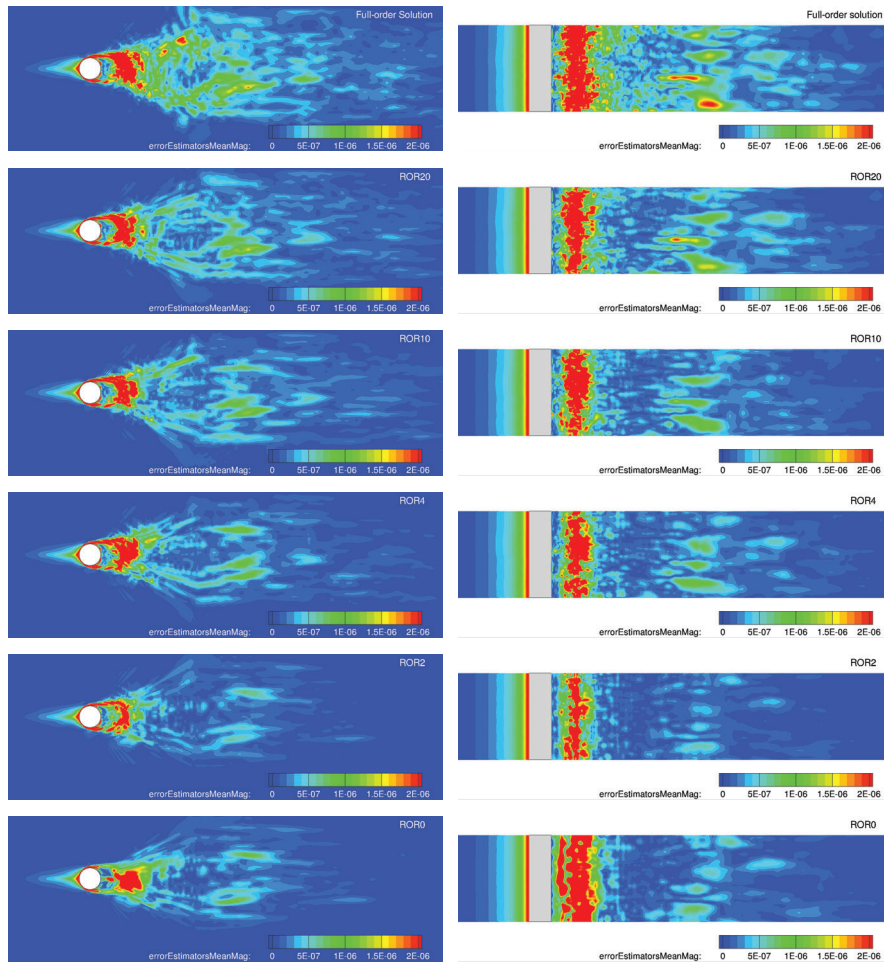 Full-order Solution
errorEstimatorsMeanMag: 0 5E-07 1E-06 1.5E-06 2E-06
Full-order solution
errorEstimatorsMeanMag: 0 5E-07 1E-06 1.5E-06 2E-06
ROR20
errorEstimatorsMeanMag: 0 5E-07 1E-06 1.5E-06 2E-06
ROR20
errorEstimatorsMeanMag: 0 5E-07 1E-06 1.5E-06 2E-06
ROR10
errorEstimatorsMeanMag: 0 5E-07 1E-06 1.5E-06 2E-06
ROR10
errorEstimatorsMeanMag: 0 5E-07 1E-06 1.5E-06 2E-06
ROR4
errorEstimatorsMeanMag: 0 5E-07 1E-06 1.5E-06 2E-06
ROR4
errorEstimatorsMeanMag: 0 5E-07 1E-06 1.5E-06 2E-06
ROR2
errorEstimatorsMeanMag: 0 5E-07 1E-06 1.5E-06 2E-06
ROR2
errorEstimatorsMeanMag: 0 5E-07 1E-06 1.5E-06 2E-06
ROR0
errorEstimatorsMeanMag: 0 5E-07 1E-06 1.5E-06 2E-06
ROR0
errorEstimatorsMeanMag: 0 5E-07 1E-06 1.5E-06 2E-06